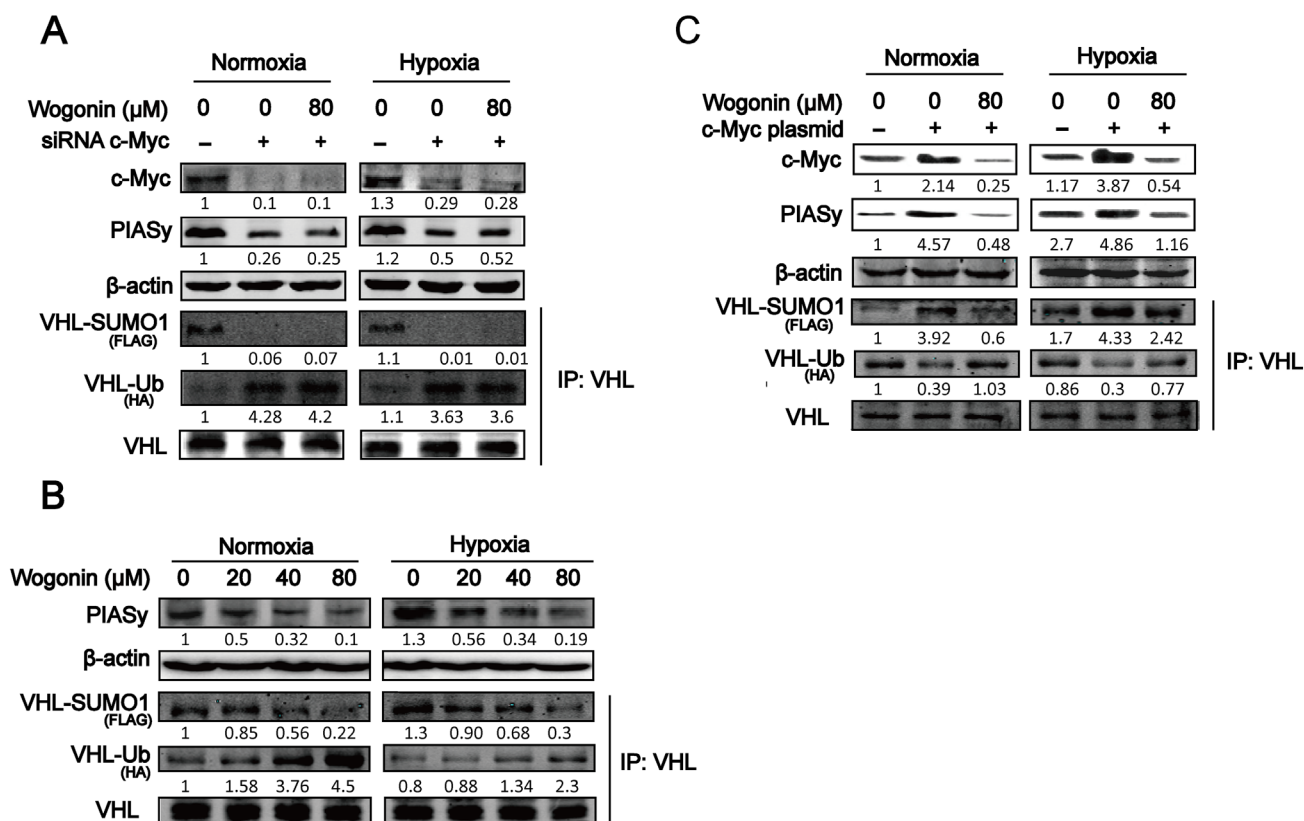 A
Normoxia Hypoxia
Wogonin (μM) 0 0 80 0 0 80
siRNA c-Myc – + + – + +
c-Myc
1 0.1 0.1 1.3 0.29 0.28
PIASy
1 0.26 0.25 1.2 0.5 0.52
β-actin
VHL-SUMO1
(FLAG)
1 0.06 0.07 1.1 0.01 0.01
VHL-Ub
(HA)
1 4.28 4.2 1.1 3.63 3.6
VHL
IP: VHL
B
Normoxia Hypoxia
Wogonin (μM) 0 20 40 80 0 20 40 80
PIASy
1 0.5 0.32 0.1 1.3 0.56 0.34 0.19
β-actin
VHL-SUMO1
(FLAG)
1 0.85 0.56 0.22 1.3 0.90 0.68 0.3
VHL-Ub
(HA)
1 1.58 3.76 4.5 0.8 0.88 1.34 2.3
VHL
IP: VHL
C
Normoxia Hypoxia
Wogonin (μM) 0 0 80 0 0 80
c-Myc plasmid – + + – + +
c-Myc
1 2.14 0.25 1.17 3.87 0.54
PIASy
1 4.57 0.48 2.7 4.86 1.16
β-actin
VHL-SUMO1
(FLAG)
1 3.92 0.6 1.7 4.33 2.42
VHL-Ub
(HA)
1 0.39 1.03 0.86 0.3 0.77
VHL
IP: VHL